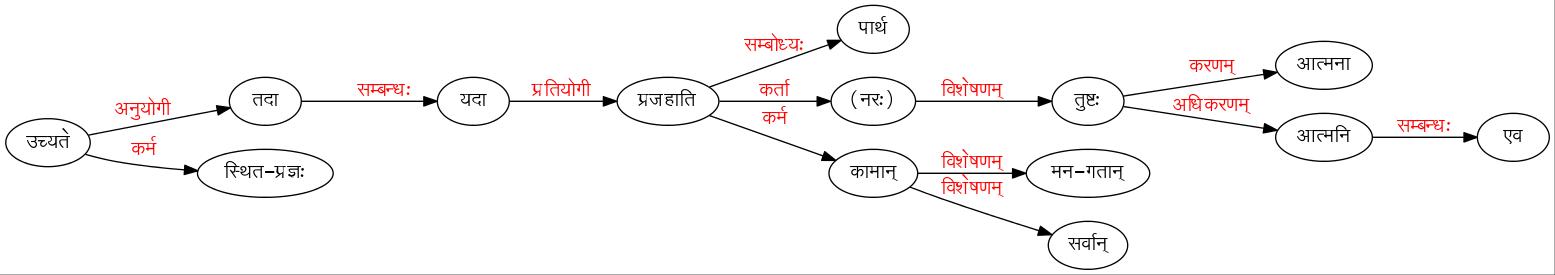 पार्थ
सम्बोध्यः
करणम् आत्मना
तदा सम्बन्धः यदा प्रतियोगी प्रजहाति कर्ता (नरः) विशेषणम् तुष्टः
अनुयोगी
कर्म
अधिकरणम्
उच्यते
आत्मनि सम्बन्धः एव
कर्म
स्थित-प्रज्ञः
कामान् विशेषणम् मन-गतान्
विशेषणम्
सर्वान्